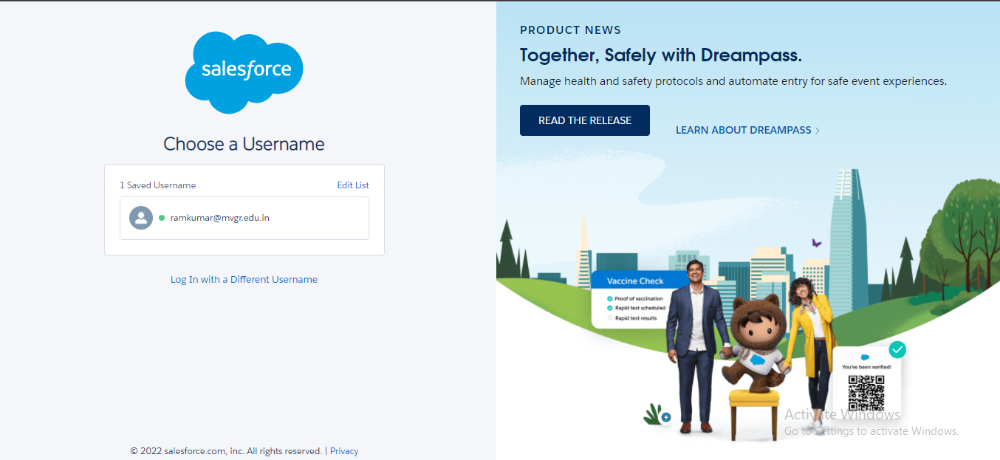 salesforce
Choose a Username
1 Saved Username Edit List
ramkumar@mvgr.edu.in
Log In with a Different Username
© 2022 salesforce.com, inc. All rights reserved. | Privacy
PRODUCT NEWS
Together, Safely with Dreampass.
Manage health and safety protocols and automate entry for safe event experiences.
READ THE RELEASE
LEARN ABOUT DREAMPASS >
Vaccine Check
Proof of vaccination
Rapid test scheduled
Rapid test results
You've been verified!
Activate Windows
Go to Settings to activate Windows.